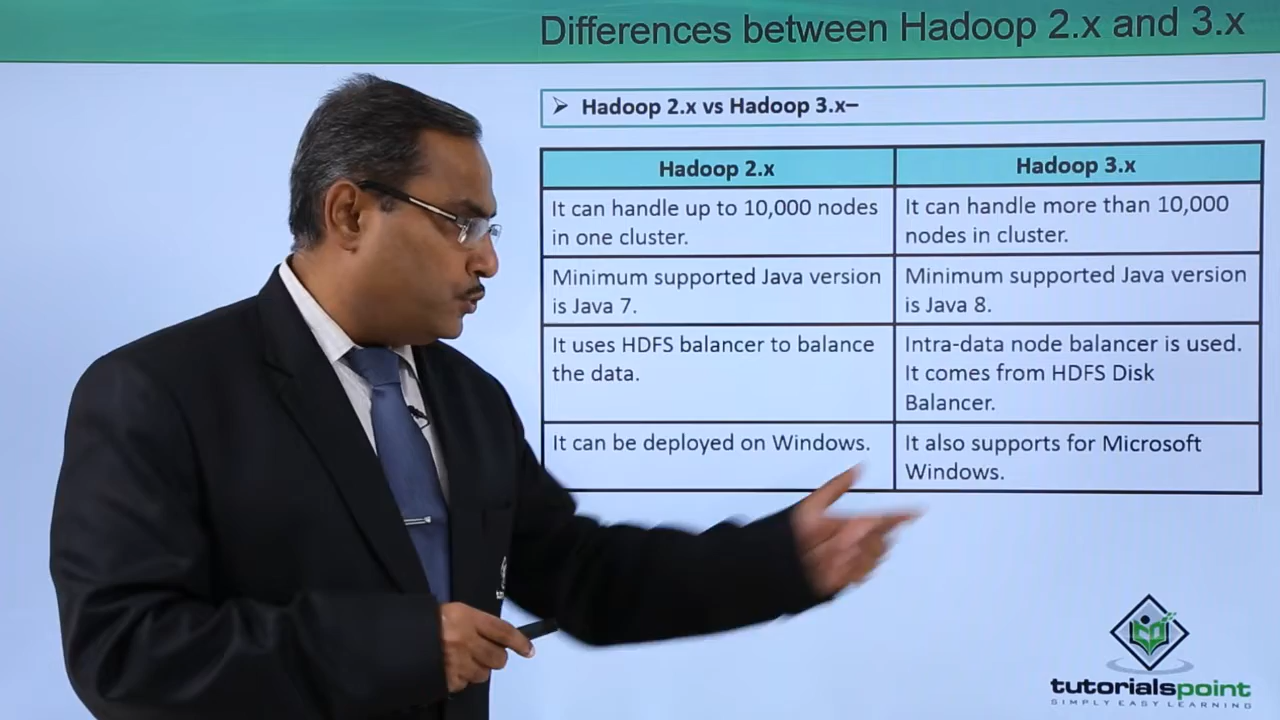 Differences between Hadoop 2.x and 3.x
➢ Hadoop 2.x vs Hadoop 3.x–
Hadoop 2.x
Hadoop 3.x
It can handle up to 10,000 nodes
in one cluster.
It can handle more than 10,000
nodes in cluster.
Minimum supported Java version
is Java 7.
Minimum supported Java version
is Java 8.
It uses HDFS balancer to balance
the data.
Intra-data node balancer is used.
It comes from HDFS Disk
Balancer.
It can be deployed on Windows.
It also supports for Microsoft
Windows.
tutorialspoint
SIMPLY EASY LEARNING